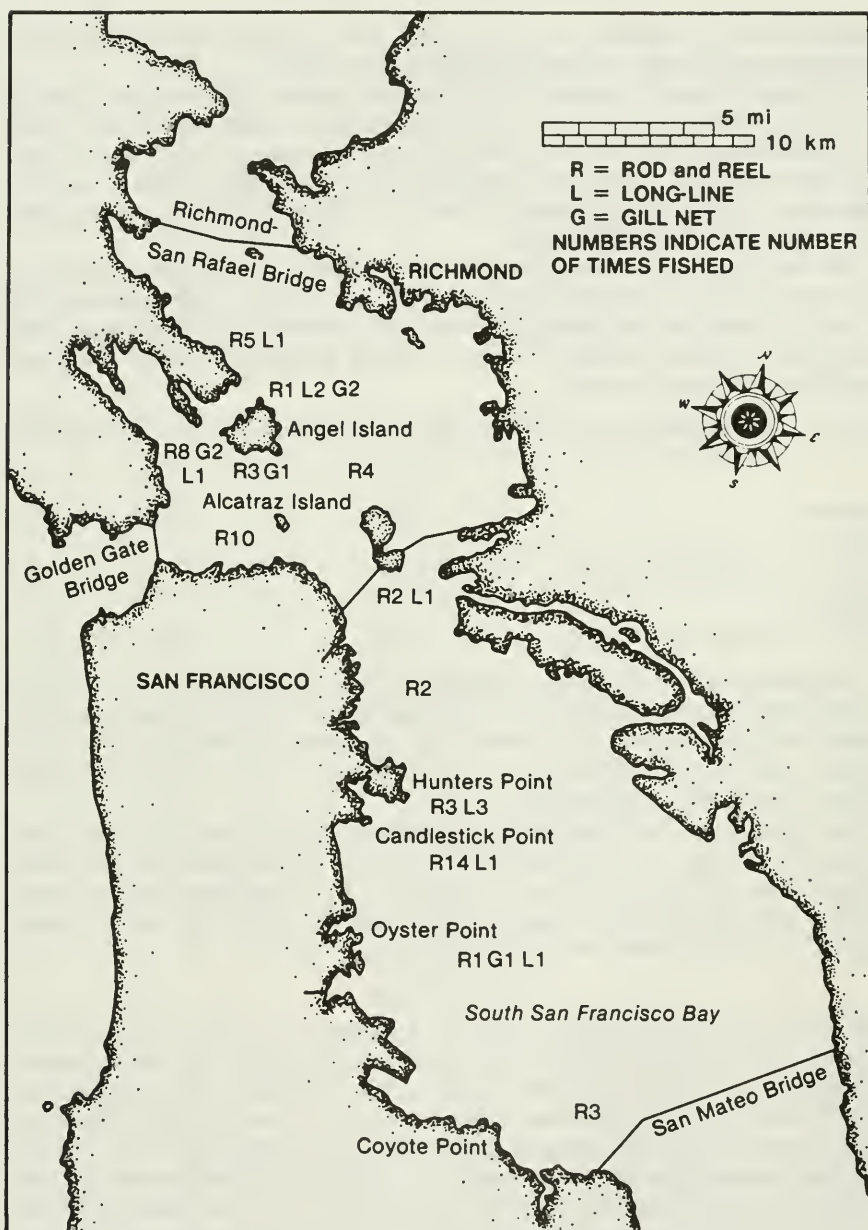 5 mi
10 km
R = ROD and REEL
L = LONG-LINE
G = GILL NET
NUMBERS INDICATE NUMBER
OF TIMES FISHED
Richmond-
San Rafael Bridge
RICHMOND
R5 L1
N
W
E
S
R1 L2 G2
Angel Island
R8 G2
L1
R3 G1
R4
Alcatraz Island
R10
Golden Gate
Bridge
R2 L1
SAN FRANCISCO
R2
Hunters Point
R3 L3
Candlestick Point
R14 L1
Oyster Point
R1 G1 L1
South San Francisco Bay
R3
San Mateo Bridge
Coyote Point